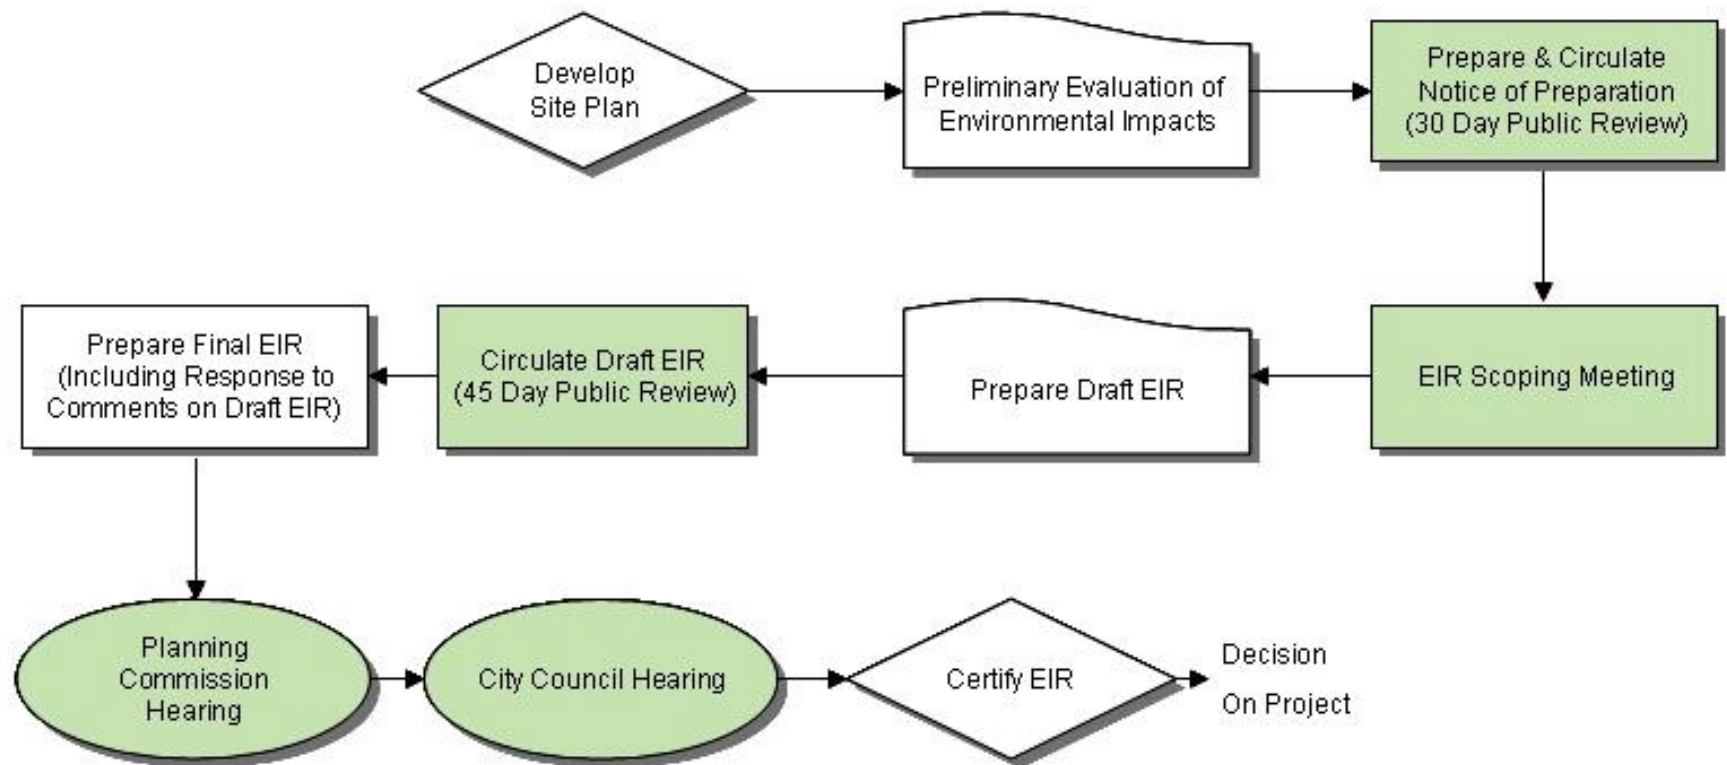 Develop
Site Plan
Preliminary Evaluation of
Environmental Impacts
Prepare & Circulate
Notice of Preparation
(30 Day Public Review)
EIR Scoping Meeting
Prepare Draft EIR
Circulate Draft EIR
(45 Day Public Review)
Prepare Final EIR
(Including Response to
Comments on Draft EIR)
Planning
Commission
Hearing
City Council Hearing
Certify EIR
Decision
On Project